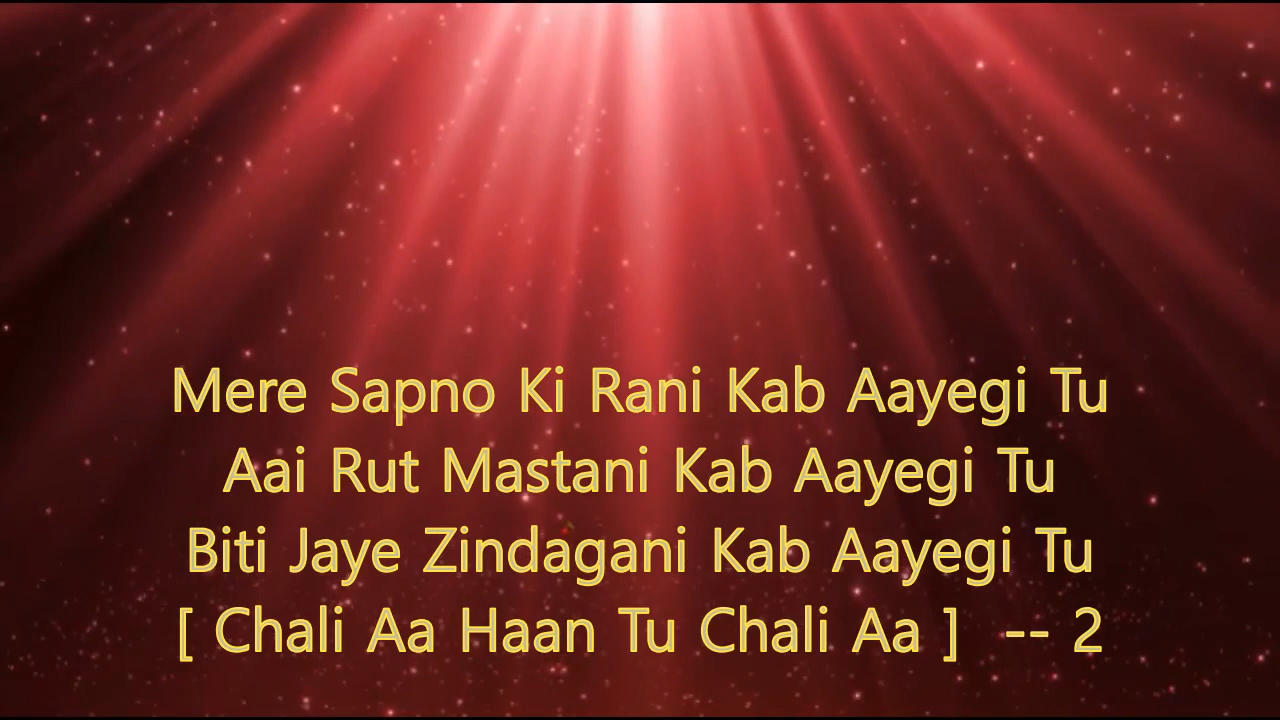 Mere Sapno Ki Rani Kab Aayegi Tu
Aai Rut Mastani Kab Aayegi Tu
Biti Jaye Zindagani Kab Aayegi Tu
[ Chali Aa Haan Tu Chali Aa ] -- 2